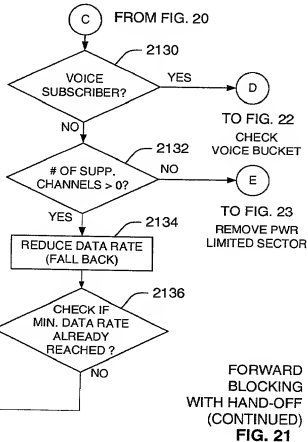 C
FROM FIG. 20
2130
VOICE
SUBSCRIBER?
YES
D
NO
TO FIG. 22
CHECK
VOICE BUCKET
2132
# OF SUPP.
CHANNELS > 0?
NO
E
YES
TO FIG. 23
REMOVE PWR
LIMITED SECTOR
2134
REDUCE DATA RATE
(FALL BACK)
2136
CHECK IF
MIN. DATA RATE
ALREADY
REACHED ?
NO
FORWARD
BLOCKING
WITH HAND-OFF
(CONTINUED)
FIG. 21